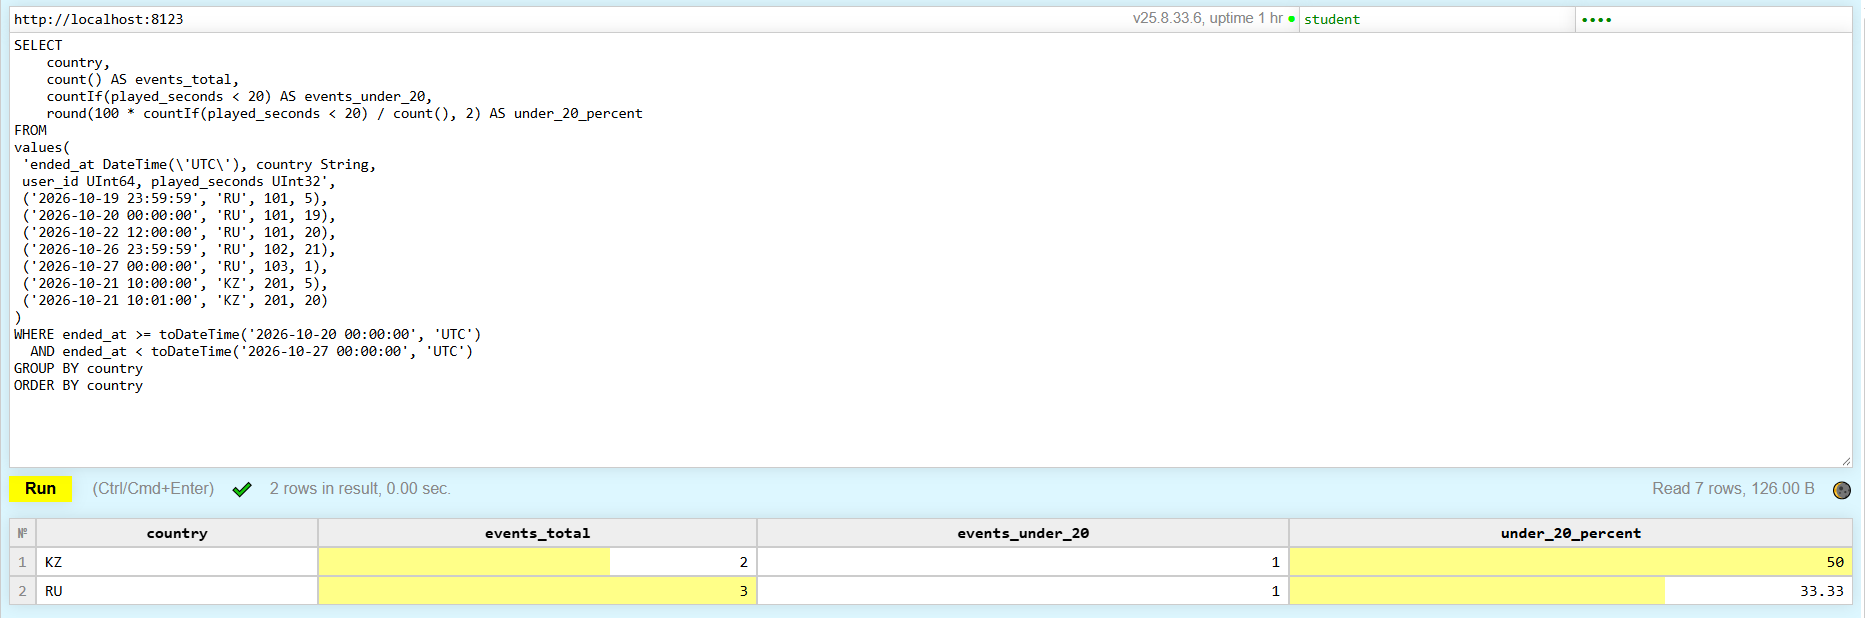 http://localhost:8123 v25.8.33.6, uptime 1 hr student ••••
SELECT
    country,
    count() AS events_total,
    countIf(played_seconds < 20) AS events_under_20,
    round(100 * countIf(played_seconds < 20) / count(), 2) AS under_20_percent
FROM
values(
 'ended_at DateTime(\'UTC\'), country String,
 user_id UInt64, played_seconds UInt32',
 ('2026-10-19 23:59:59', 'RU', 101, 5),
 ('2026-10-20 00:00:00', 'RU', 101, 19),
 ('2026-10-22 12:00:00', 'RU', 101, 20),
 ('2026-10-26 23:59:59', 'RU', 102, 21),
 ('2026-10-27 00:00:00', 'RU', 103, 1),
 ('2026-10-21 10:00:00', 'KZ', 201, 5),
 ('2026-10-21 10:01:00', 'KZ', 201, 20)
)
WHERE ended_at >= toDateTime('2026-10-20 00:00:00', 'UTC')
  AND ended_at < toDateTime('2026-10-27 00:00:00', 'UTC')
GROUP BY country
ORDER BY country
Run (Ctrl/Cmd+Enter) ✔ 2 rows in result, 0.00 sec. Read 7 rows, 126.00 B
№ country events_total events_under_20 under_20_percent
1 KZ 2 1 50
2 RU 3 1 33.33